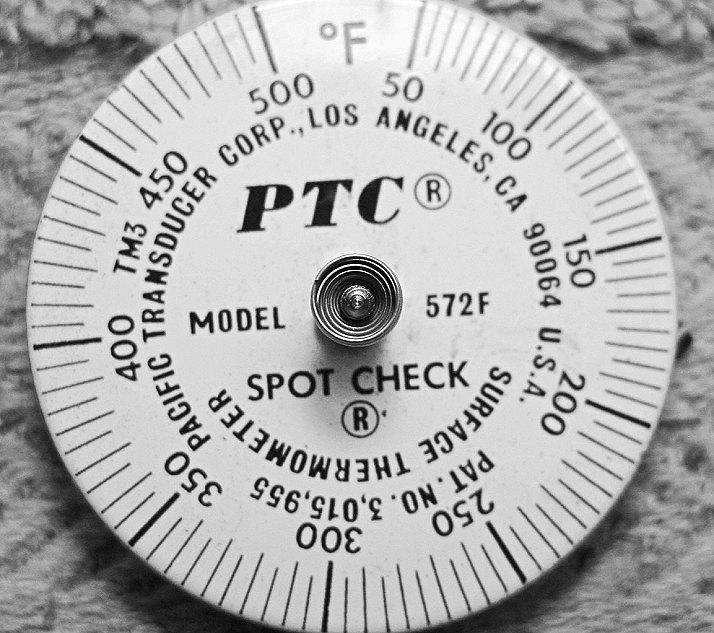 °F
50
100
150
200
250
300
350
400
450
500
PACIFIC TRANSDUCER CORP., LOS ANGELES, CA 90064 U.S.A.
TM3
PTC®
MODEL 572F
SPOT CHECK
®
SURFACE THERMOMETER
PAT. NO. 3,015,955